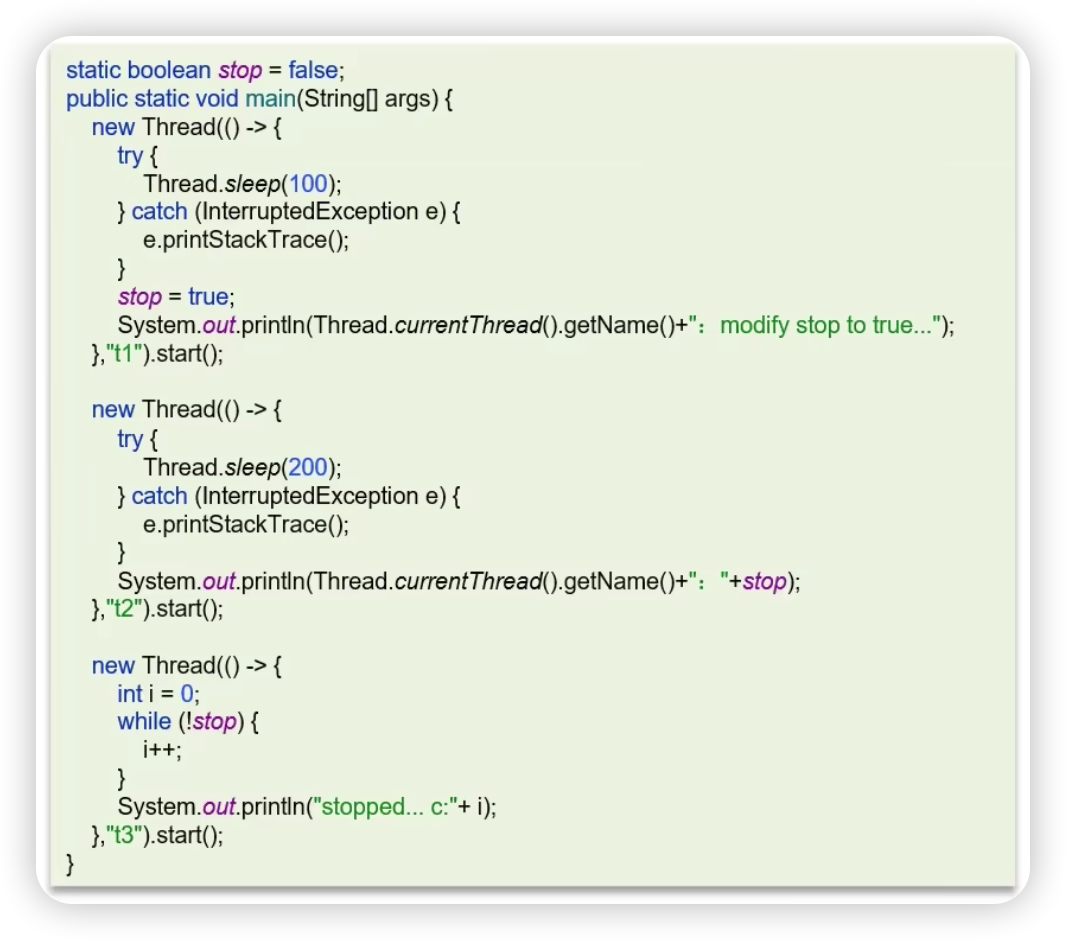 static boolean stop = false;
public static void main(String[] args) {
new Thread(() -> {
try {
Thread.sleep(100);
} catch (InterruptedException e) {
e.printStackTrace();
}
stop = true;
System.out.println(Thread.currentThread().getName()+"：modify stop to true...");
},"t1").start();
new Thread(() -> {
try {
Thread.sleep(200);
} catch (InterruptedException e) {
e.printStackTrace();
}
System.out.println(Thread.currentThread().getName()+"："+stop);
},"t2").start();
new Thread(() -> {
int i = 0;
while (!stop) {
i++;
}
System.out.println("stopped... c:"+ i);
},"t3").start();
}